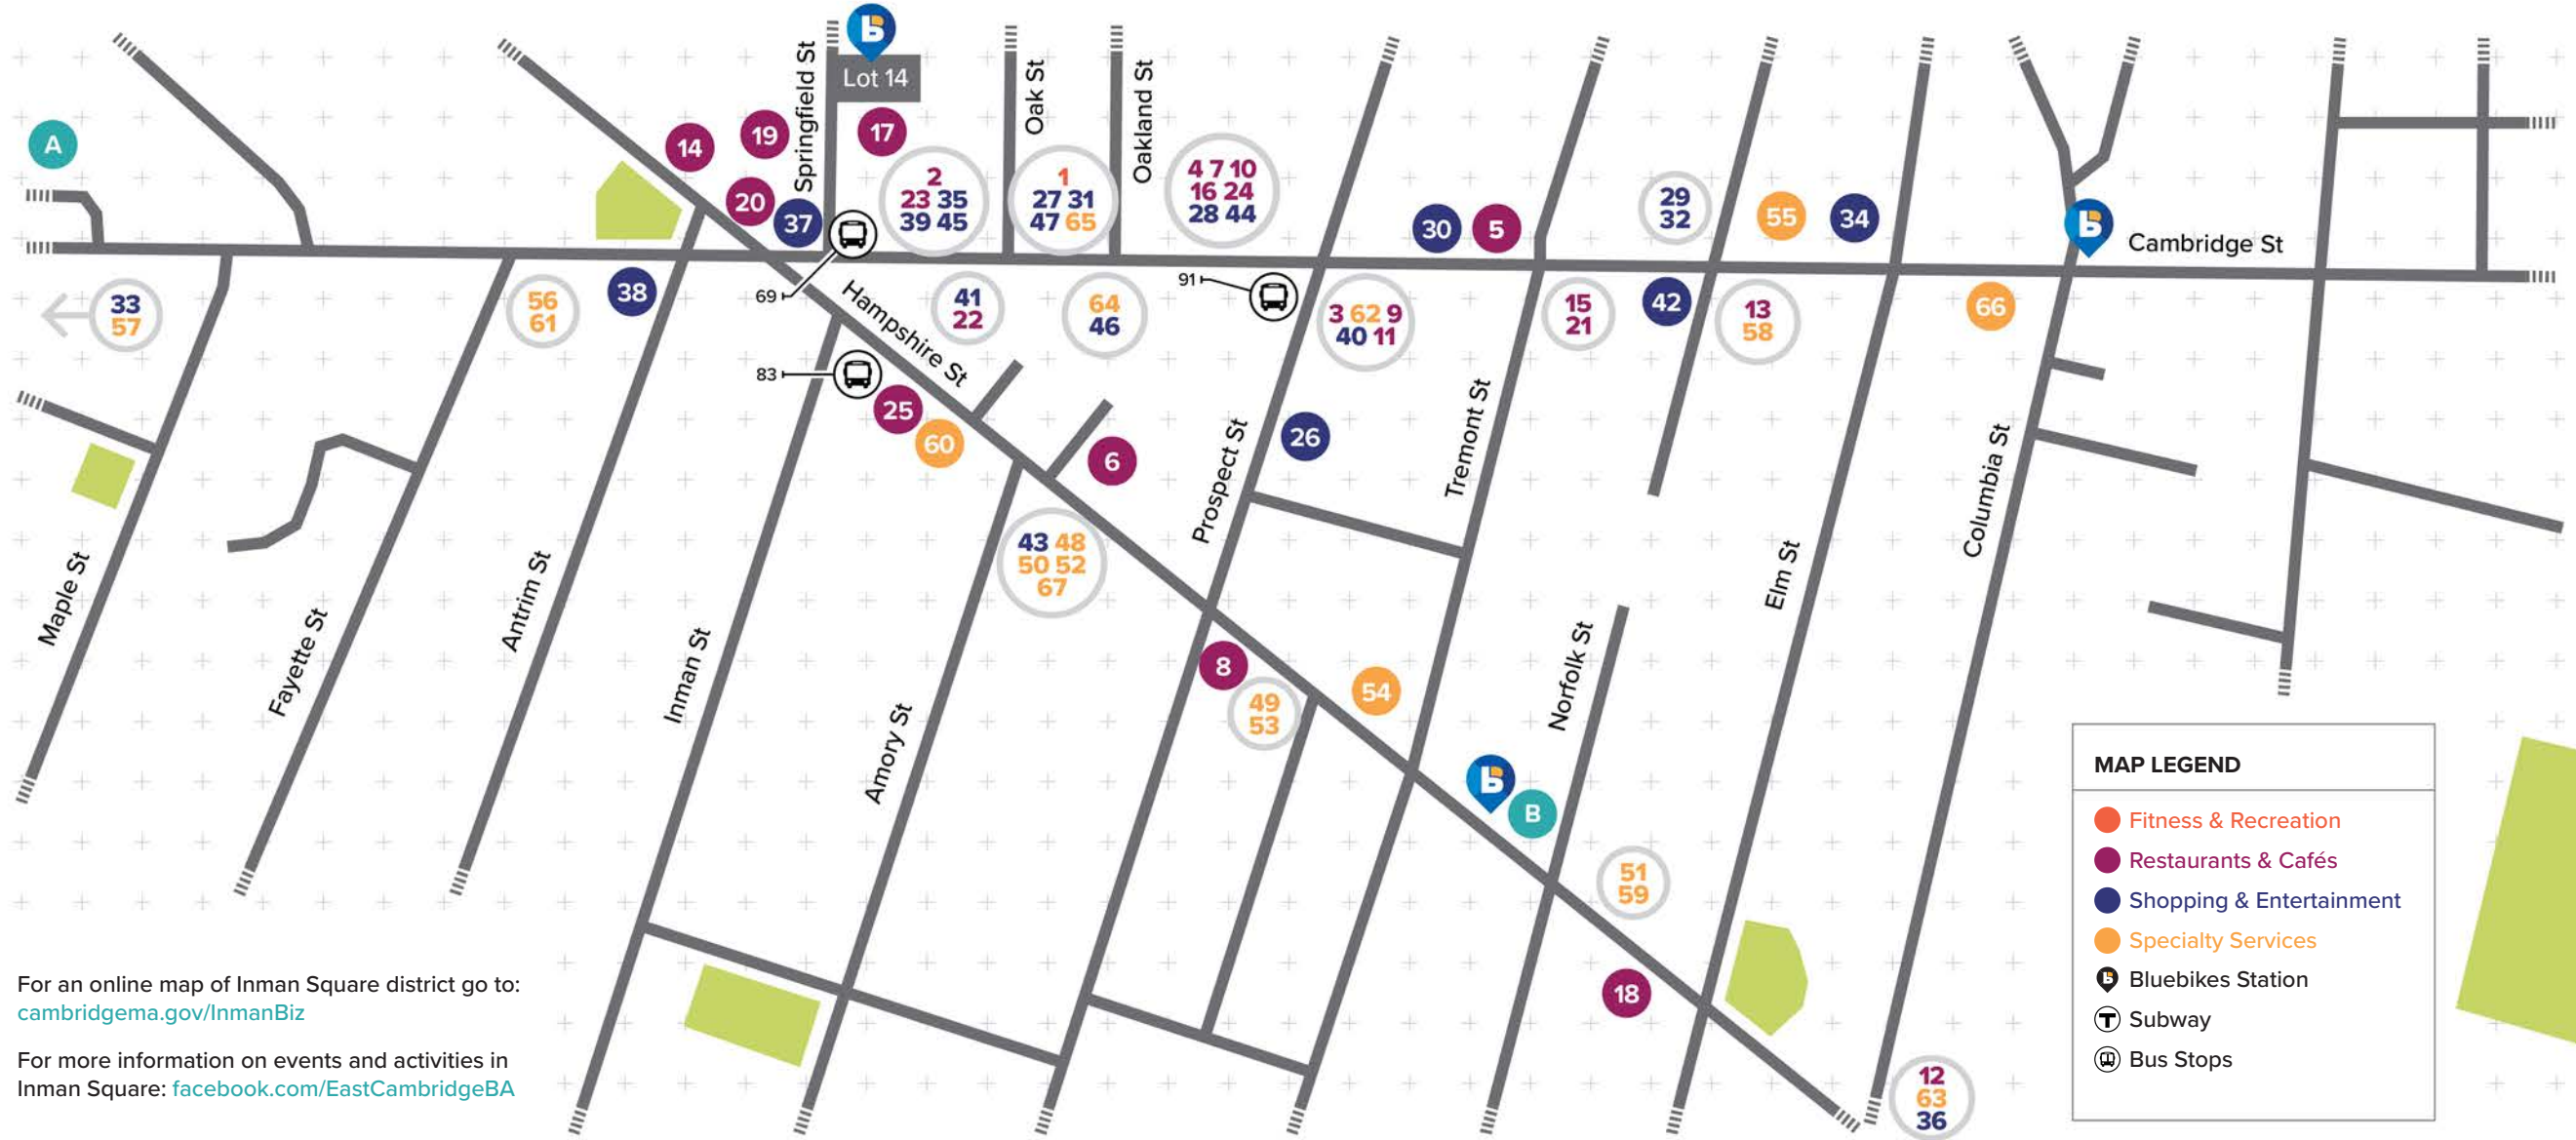 Lot 14
Springfield St
Oak St
Oakland St
A
14
19
17
20
37
2
23 35
39 45
1
27 31
47 65
4 7 10
16 24
28 44
30
5
29
32
55
34
Cambridge St
33
57
56
61
38
69
Hampshire St
41
22
64
46
91
3 62 9
40 11
15
21
42
13
58
66
83
25
60
6
26
Prospect St
Tremont St
Columbia St
43 48
50 52
67
Maple St
Fayette St
Antrim St
Inman St
Amory St
Norfolk St
Elm St
8
49
53
54
B
51
59
18
12
63
36
For an online map of Inman Square district go to:
cambridgema.gov/InmanBiz
For more information on events and activities in
Inman Square: facebook.com/EastCambridgeBA
MAP LEGEND
Fitness & Recreation
Restaurants & Cafés
Shopping & Entertainment
Specialty Services
Bluebikes Station
T Subway
Bus Stops